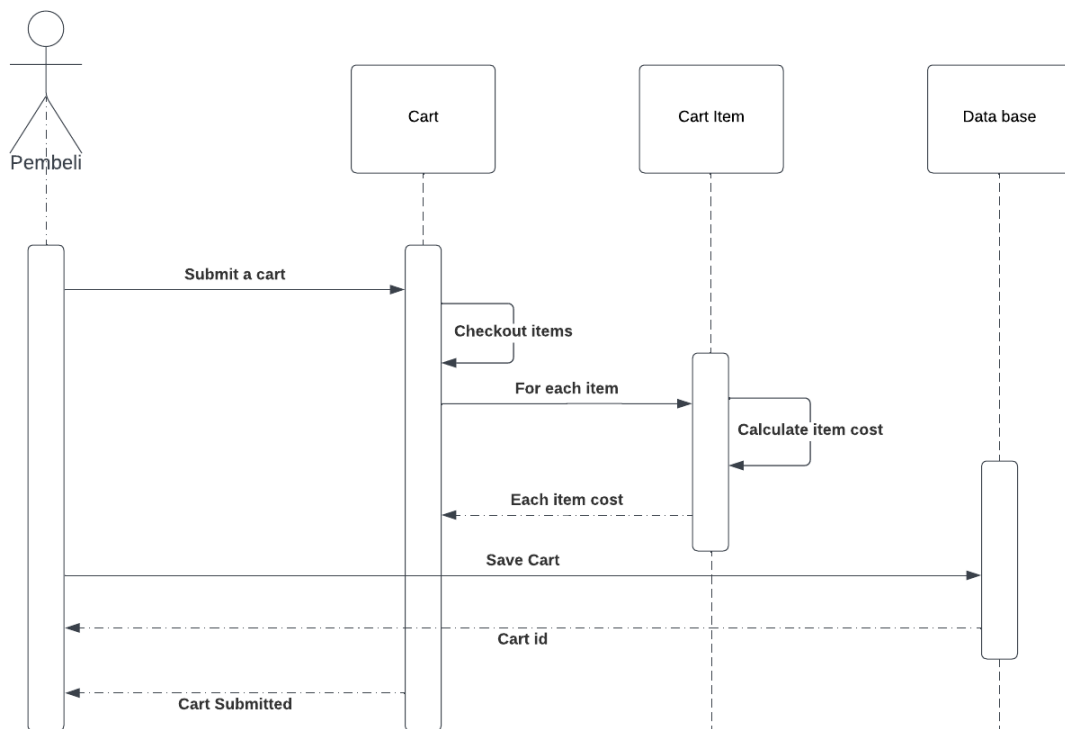 Cart
Cart Item
Data base
Pembeli
Submit a cart
Checkout items
For each item
Calculate item cost
Each item cost
Save Cart
Cart id
Cart Submitted